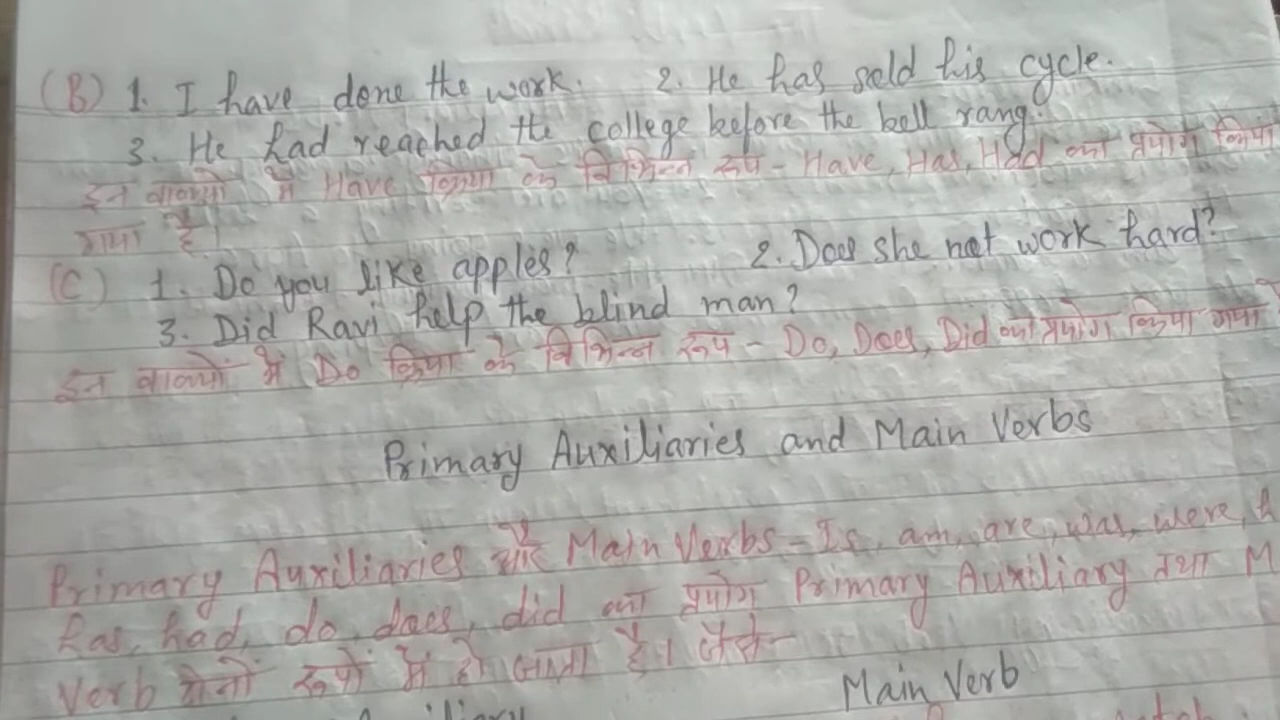 (B) 1. I have done the work. 2. He has sold his cycle.
3. He had reached the college before the bell rang.
इन वाक्यों में Have क्रिया के विभिन्न रूप - Have, Has, Had का प्रयोग किया
गया है।
(C) 1. Do you like apples? 2. Does she not work hard?
3. Did Ravi help the blind man?
इन वाक्यों में Do क्रिया के विभिन्न रूप - Do, Does, Did का प्रयोग किया गया
Primary Auxiliaries and Main Verbs
Primary Auxiliaries और Main Verbs - Is, am, are, was, were,
has, had, do, does, did का प्रयोग Primary Auxiliary तथा M
Verb दोनों रूपों में हो जाता है। जैसे-
Main Verb